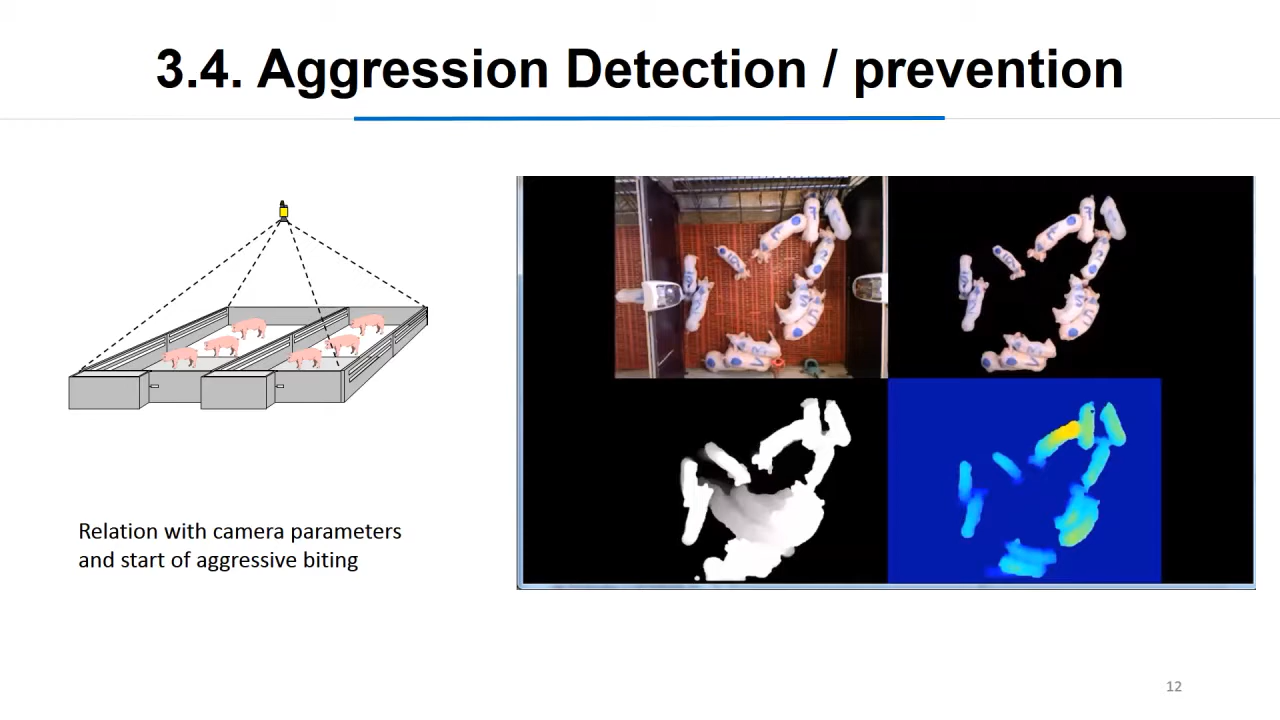 3.4. Aggression Detection / prevention
Relation with camera parameters
and start of aggressive biting
12